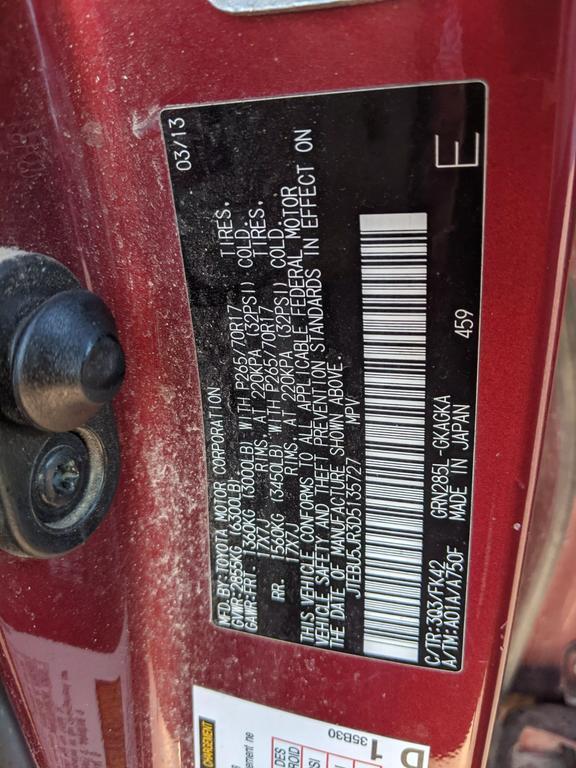 MFD.BY:TOYOTA MOTOR CORPORATION 03/13
GVWR:2855KG (6300LB)
GAWR:FRT. 1360KG (3000LB) WITH P265/70R17 TIRES.
17X7J RIMS, AT 220KPA (32PSI) COLD.
RR. 1560KG (3450LB) WITH P265/70R17 TIRES.
17X7J RIMS, AT 220KPA (32PSI) COLD.
THIS VEHICLE CONFORMS TO ALL APPLICABLE FEDERAL MOTOR
VEHICLE SAFETY AND THEFT PREVENTION STANDARDS IN EFFECT ON
THE DATE OF MANUFACTURE SHOWN ABOVE.
JTEBU5JR3D5135727 MPV
C/TR:3Q3/FK42 GRN285L -GKAGKA
A/TM:A01A/A750F MADE IN JAPAN 459
E
CHARGEMENT
35B30